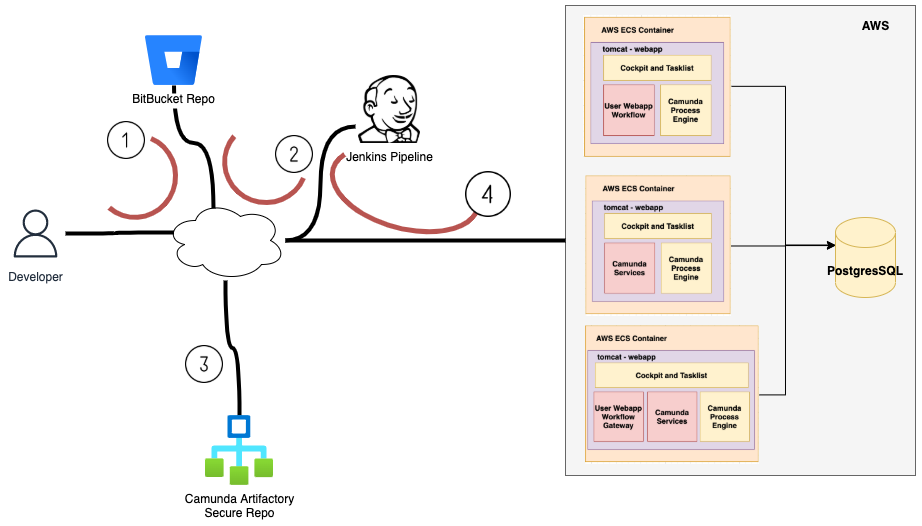 BitBucket Repo
1
2
Jenkins Pipeline
4
Developer
3
Camunda Artifactory
Secure Repo
AWS
AWS ECS Container
tomcat - webapp
Cockpit and Tasklist
User Webapp
Workflow
Camunda
Process
Engine
AWS ECS Container
tomcat - webapp
Cockpit and Tasklist
Camunda
Services
Camunda
Process
Engine
PostgresSQL
AWS ECS Container
tomcat - webapp
Cockpit and Tasklist
User Webapp
Workflow
Gateway
Camunda
Services
Camunda
Process
Engine